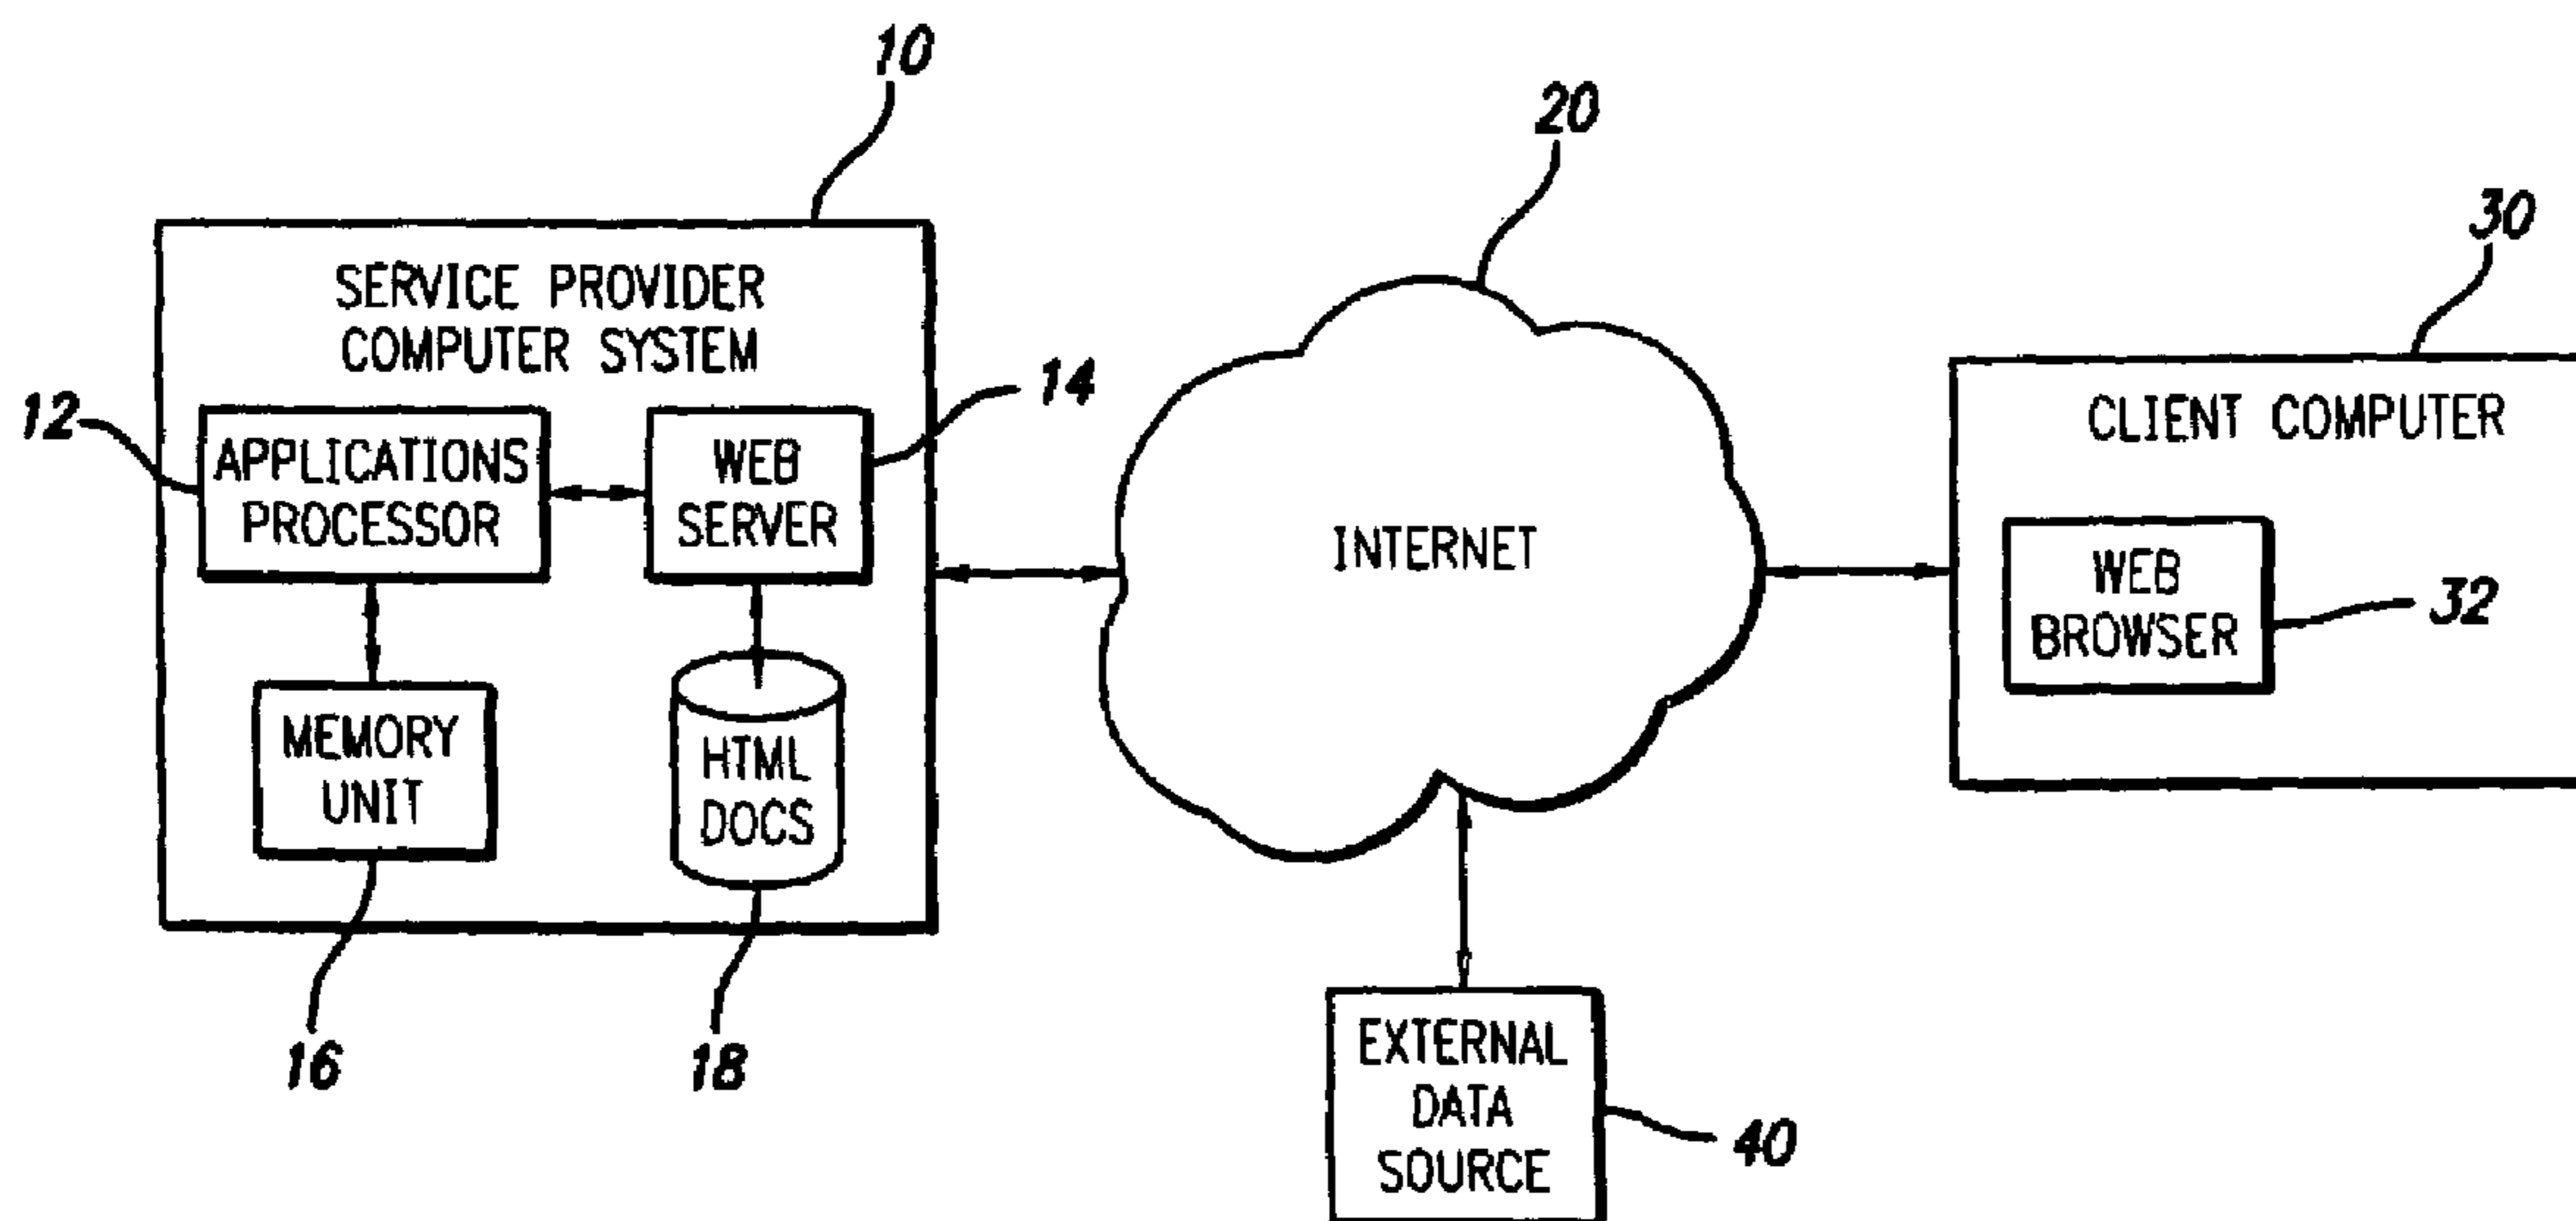 10
20
30
SERVICE PROVIDER
COMPUTER SYSTEM
12
14
APPLICATIONS
PROCESSOR
WEB
SERVER
MEMORY
UNIT
HTML
DOCS
16
18
INTERNET
CLIENT COMPUTER
WEB
BROWSER
32
EXTERNAL
DATA
SOURCE
40